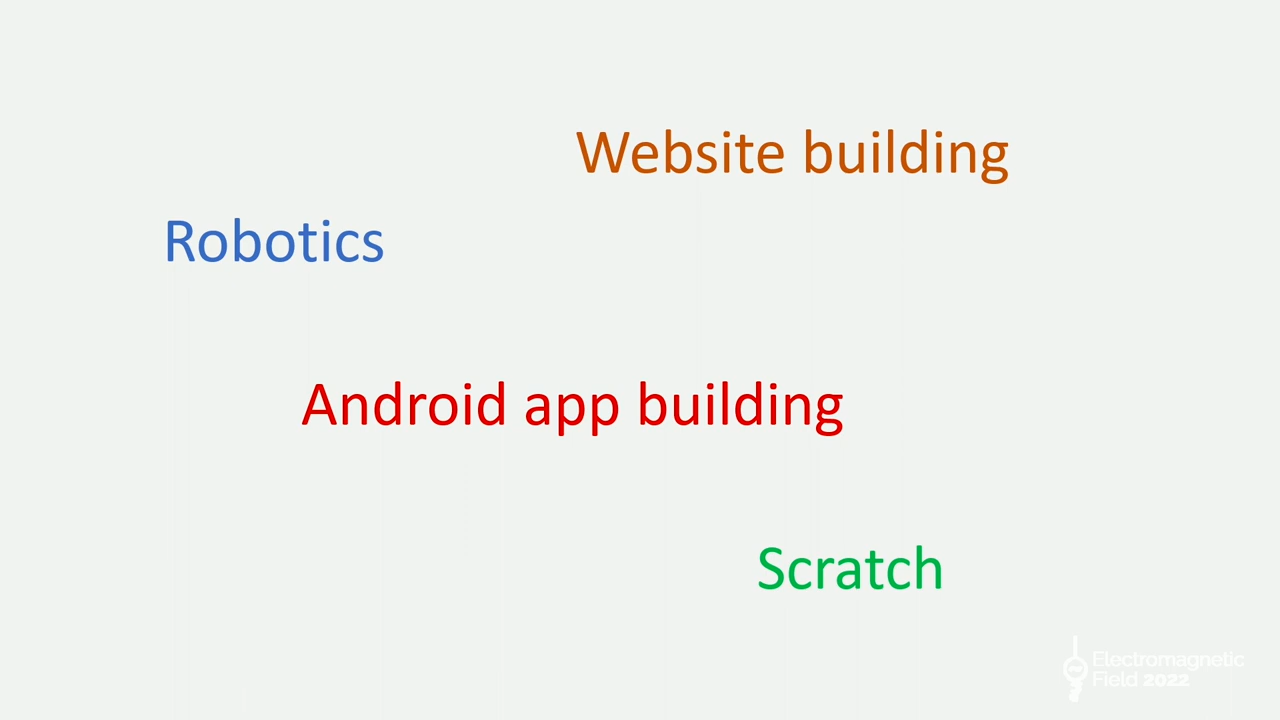 Website building
Robotics
Android app building
Scratch
Electromagnetic
Field 2022